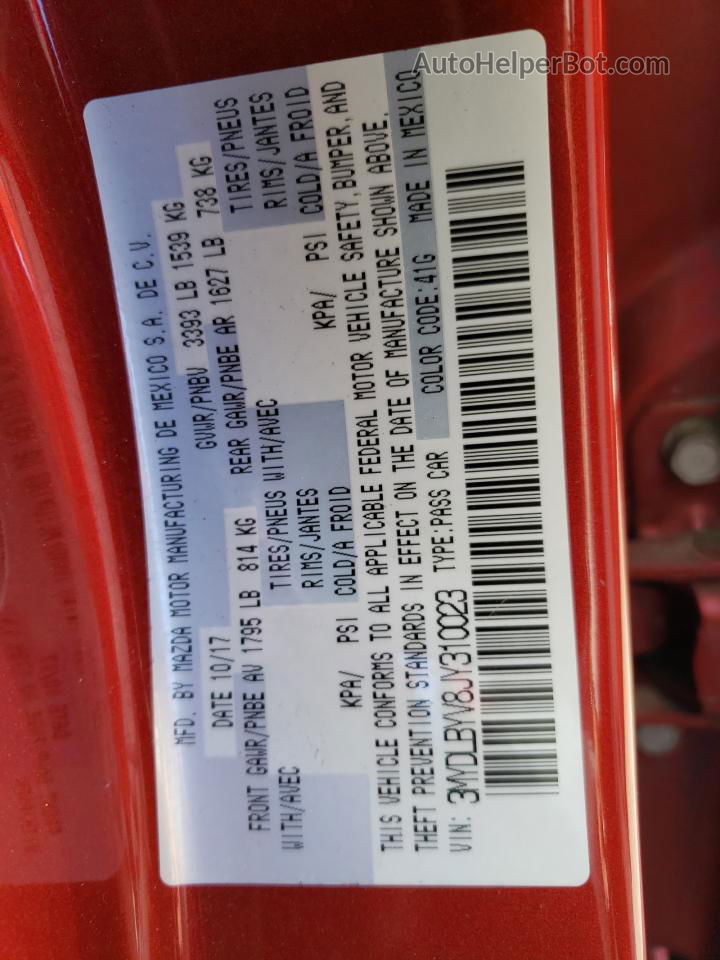 AutoHelperBot.com
MFD. BY MAZDA MOTOR MANUFACTURING DE MEXICO S.A. DE C.V.
DATE 10/17 GVWR/PNBV 3393 LB 1539 KG
FRONT GAWR/PNBE AV 1795 LB 814 KG REAR GAWR/PNBE AR 1627 LB 738 KG
WITH/AVEC TIRES/PNEUS WITH/AVEC TIRES/PNEUS
RIMS/JANTES RIMS/JANTES
KPA/ PSI COLD/A FROID KPA/ PSI COLD/A FROID
THIS VEHICLE CONFORMS TO ALL APPLICABLE FEDERAL MOTOR VEHICLE SAFETY, BUMPER, AND
THEFT PREVENTION STANDARDS IN EFFECT ON THE DATE OF MANUFACTURE SHOWN ABOVE.
VIN: 3MYDLBYV8JY310023 TYPE:PASS CAR COLOR CODE:41G MADE IN MEXICO